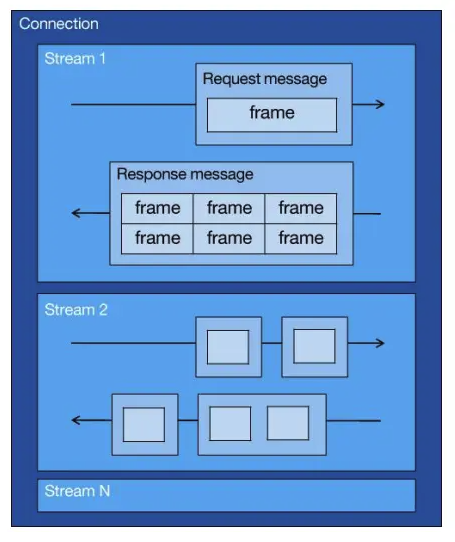 Connection
Stream 1
Request message
frame
Response message
frame frame frame
frame frame frame
Stream 2
Stream N